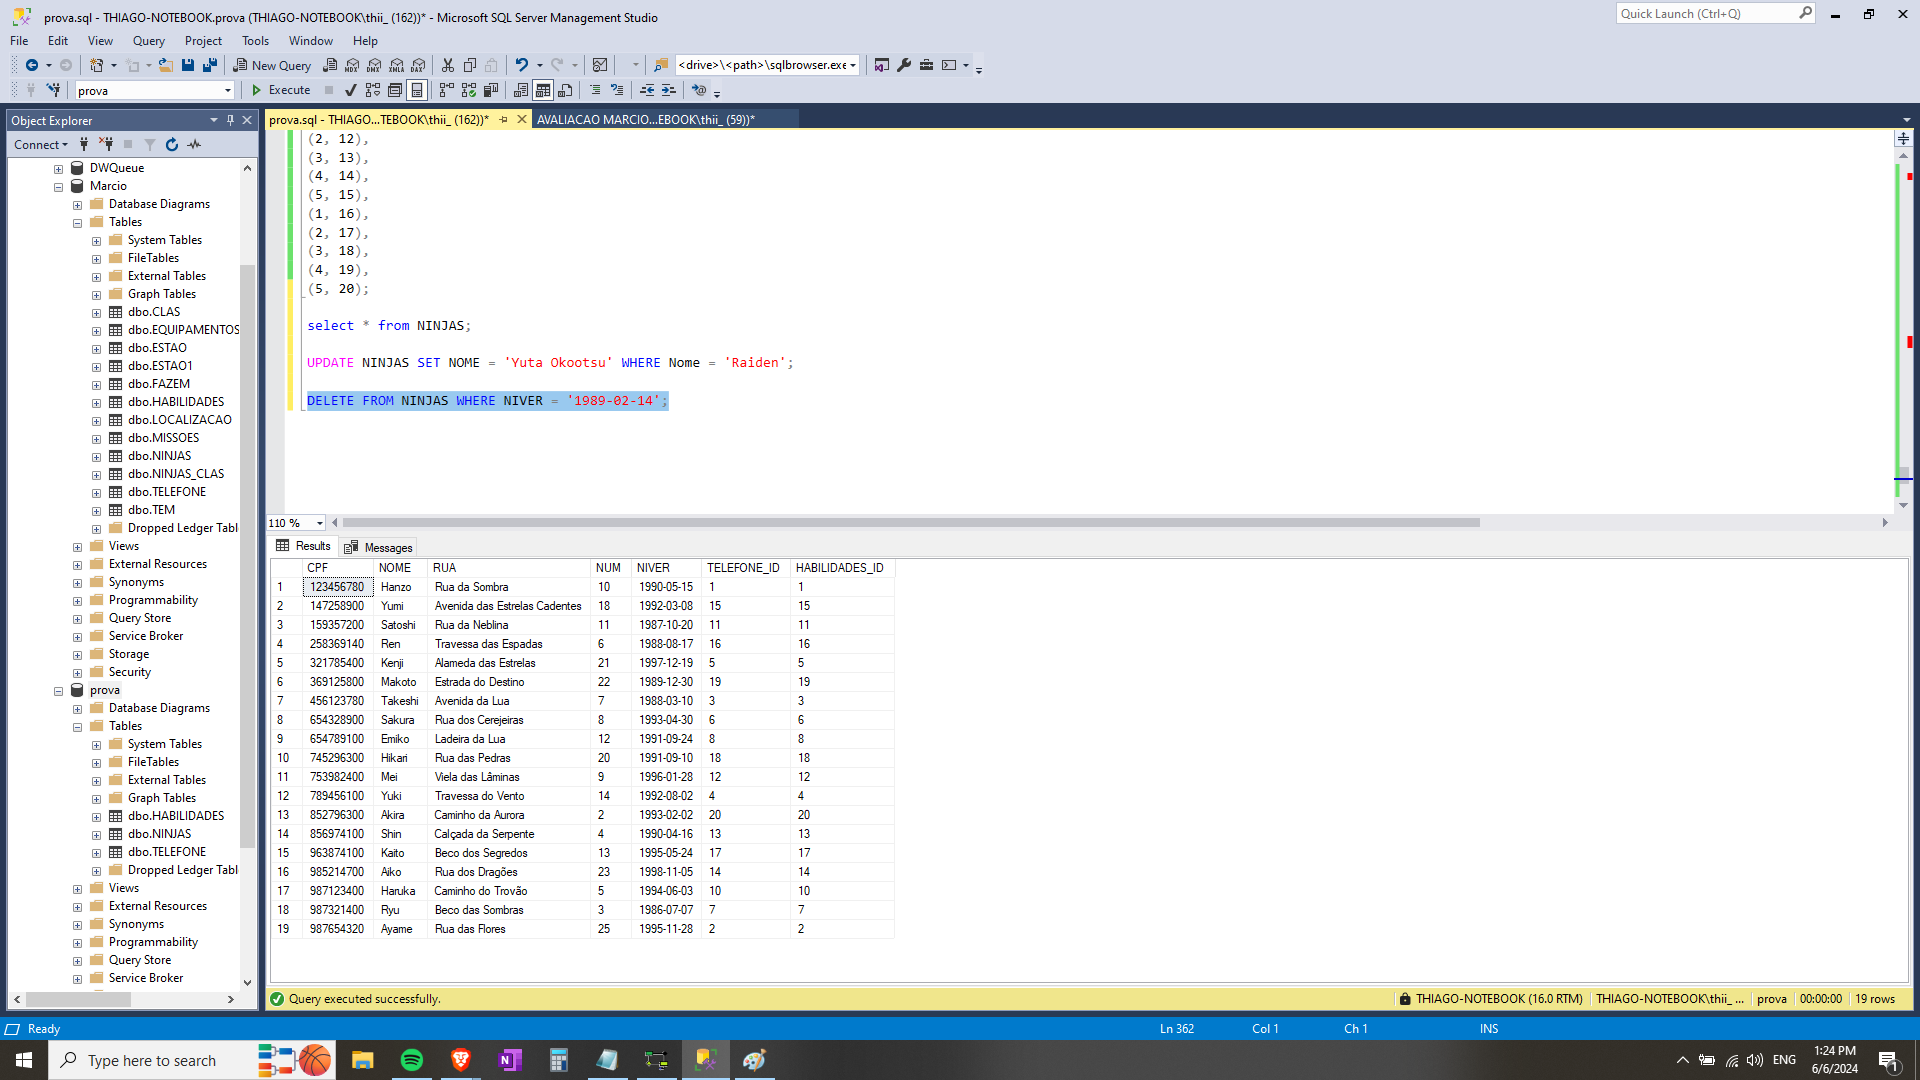 prova.sql - THIAGO-NOTEBOOK.prova (THIAGO-NOTEBOOK\thii_ (162))* - Microsoft SQL Server Management Studio
Quick Launch (Ctrl+Q)
File Edit View Query Project Tools Window Help
New Query MDX DMX XMLA DAX <drive>\<path>\sqlbrowser.exe
prova Execute
Object Explorer
prova.sql - THIAGO...TEBOOK\thii_ (162))* AVALIACAO MARCIO...EBOOK\thii_ (59))*
Connect
DWQueue
Marcio
Database Diagrams
Tables
System Tables
FileTables
External Tables
Graph Tables
dbo.CLAS
dbo.EQUIPAMENTOS
dbo.ESTAO
dbo.ESTAO1
dbo.FAZEM
dbo.HABILIDADES
dbo.LOCALIZACAO
dbo.MISSOES
dbo.NINJAS
dbo.NINJAS_CLAS
dbo.TELEFONE
dbo.TEM
Dropped Ledger Tabl
Views
External Resources
Synonyms
Programmability
Query Store
Service Broker
Storage
Security
prova
Database Diagrams
Tables
System Tables
FileTables
External Tables
Graph Tables
dbo.HABILIDADES
dbo.NINJAS
dbo.TELEFONE
Dropped Ledger Tabl
Views
External Resources
Synonyms
Programmability
Query Store
Service Broker
(2, 12),
(3, 13),
(4, 14),
(5, 15),
(1, 16),
(2, 17),
(3, 18),
(4, 19),
(5, 20);
select * from NINJAS;
UPDATE NINJAS SET NOME = 'Yuta Okootsu' WHERE Nome = 'Raiden';
DELETE FROM NINJAS WHERE NIVER = '1989-02-14';
110 %
Results Messages
CPF NOME RUA NUM NIVER TELEFONE_ID HABILIDADES_ID
1 123456780 Hanzo Rua da Sombra 10 1990-05-15 1 1
2 147258900 Yumi Avenida das Estrelas Cadentes 18 1992-03-08 15 15
3 159357200 Satoshi Rua da Neblina 11 1987-10-20 11 11
4 258369140 Ren Travessa das Espadas 6 1988-08-17 16 16
5 321785400 Kenji Alameda das Estrelas 21 1997-12-19 5 5
6 369125800 Makoto Estrada do Destino 22 1989-12-30 19 19
7 456123780 Takeshi Avenida da Lua 7 1988-03-10 3 3
8 654328900 Sakura Rua dos Cerejeiras 8 1993-04-30 6 6
9 654789100 Emiko Ladeira da Lua 12 1991-09-24 8 8
10 745296300 Hikari Rua das Pedras 20 1991-09-10 18 18
11 753982400 Mei Viela das Lâminas 9 1996-01-28 12 12
12 789456100 Yuki Travessa do Vento 14 1992-08-02 4 4
13 852796300 Akira Caminho da Aurora 2 1993-02-02 20 20
14 856974100 Shin Calçada da Serpente 4 1990-04-16 13 13
15 963874100 Kaito Beco dos Segredos 13 1995-05-24 17 17
16 985214700 Aiko Rua dos Dragões 23 1998-11-05 14 14
17 987123400 Haruka Caminho do Trovão 5 1994-06-03 10 10
18 987321400 Ryu Beco das Sombras 3 1986-07-07 7 7
19 987654320 Ayame Rua das Flores 25 1995-11-28 2 2
Query executed successfully. THIAGO-NOTEBOOK (16.0 RTM) THIAGO-NOTEBOOK\thii_ ... prova 00:00:00 19 rows
Ready Ln 362 Col 1 Ch 1 INS
Type here to search ENG 1:24 PM
6/6/2024 1